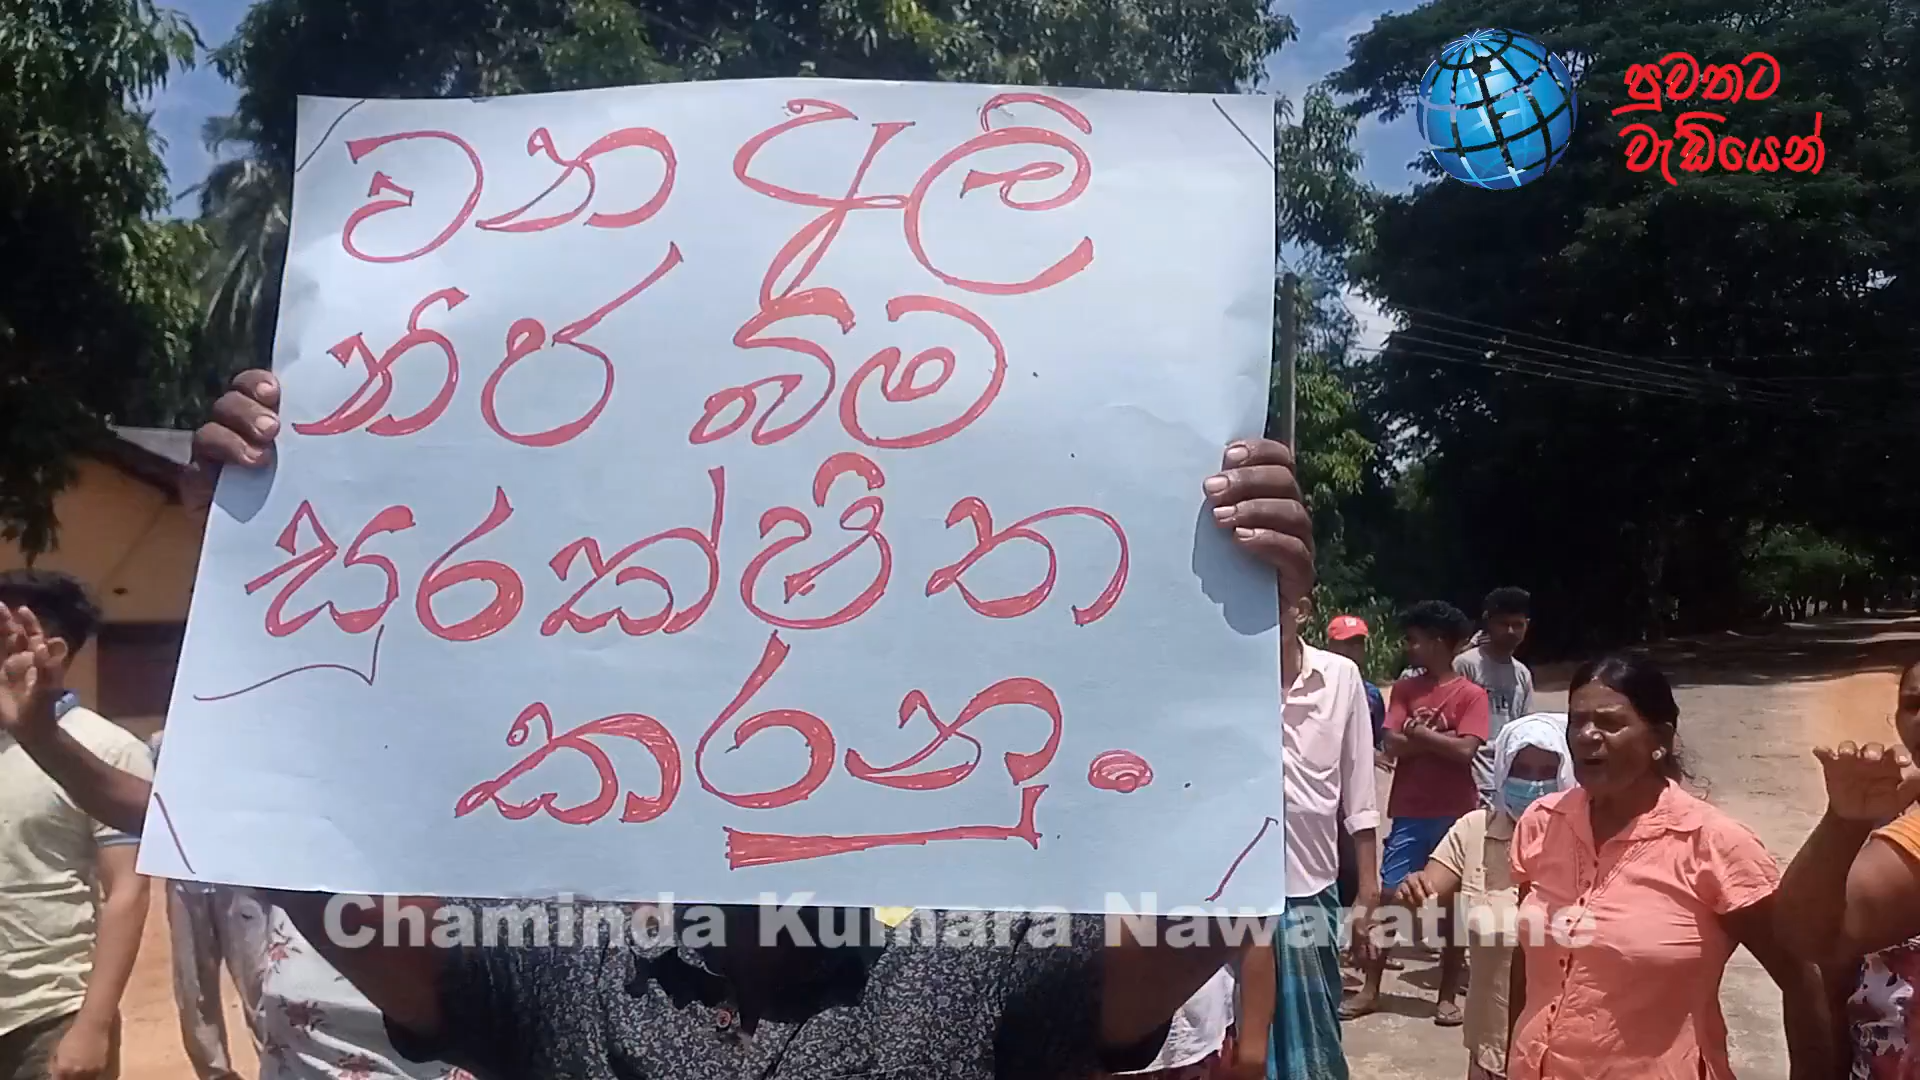 වන අලි
තිර බිම
සුරක්ෂිත
කරනු.
පුවතට
වැඩියෙන්
Chaminda Kumara Nawarathne